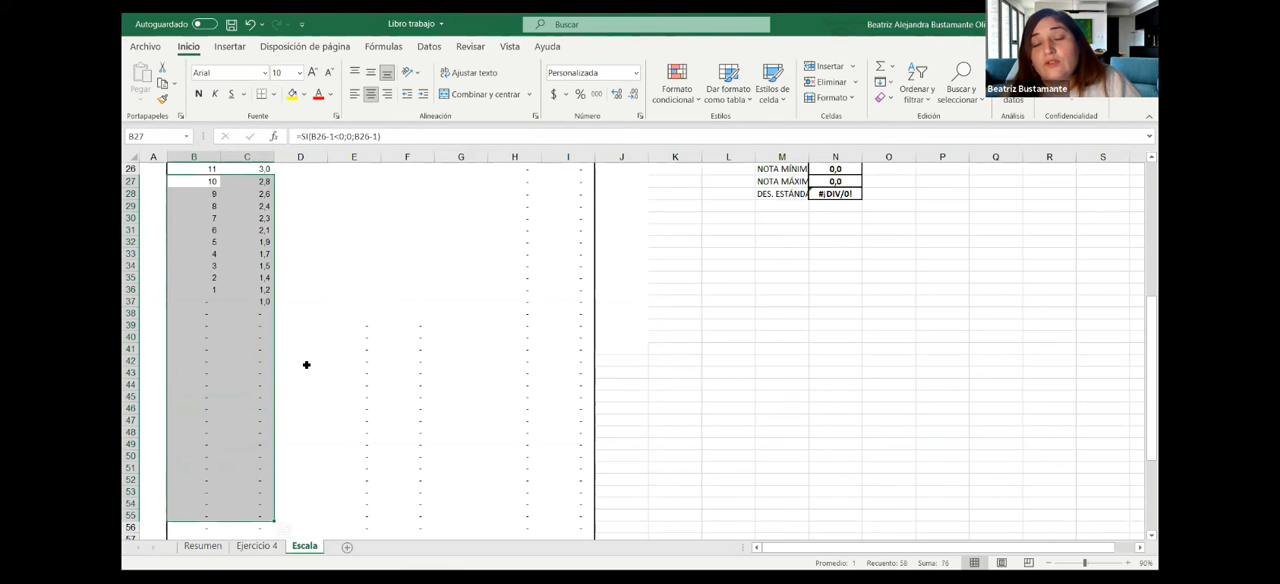 Autoguardado
Libro trabajo
Buscar
Beatriz Alejandra Bustamante Oli
Archivo Inicio Insertar Disposición de página Fórmulas Datos Revisar Vista Ayuda
Pegar
Portapapeles
Arial 10
N K S
Fuente
Ajustar texto
Combinar y centrar
Alineación
Personalizada
$ % 000
Número
Formato condicional
Dar formato como tabla
Estilos de celda
Estilos
Insertar
Eliminar
Formato
Celdas
Ordenar y filtrar
Buscar y seleccionar
Edición
datos
Análisis
Confidencialidad
Beatriz Bustamante
B27 fx =SI(B26-1<0;0;B26-1)
A B C D E F G H I J K L M N O P Q R S
26 11 3,0 - - NOTA MÍNIM 0,0
27 10 2,8 - - NOTA MÁXIM 0,0
28 9 2,6 - - DES. ESTÁNDA #¡DIV/0!
29 8 2,4 - -
30 7 2,3 - -
31 6 2,1 - -
32 5 1,9 - -
33 4 1,7 - -
34 3 1,5 - -
35 2 1,4 - -
36 1 1,2 - -
37 - 1,0 - -
38 - - - -
39 - - - - - -
40 - - - - - -
41 - - - - - -
42 - - - - - -
43 - - - - - -
44 - - - - - -
45 - - - - - -
46 - - - - - -
47 - - - - - -
48 - - - - - -
49 - - - - - -
50 - - - - - -
51 - - - - - -
52 - - - - - -
53 - - - - - -
54 - - - - - -
55 - - - - - -
56 - - - - - -
57
Resumen Ejercicio 4 Escala
Promedio: 1 Recuento: 58 Suma: 76 90%